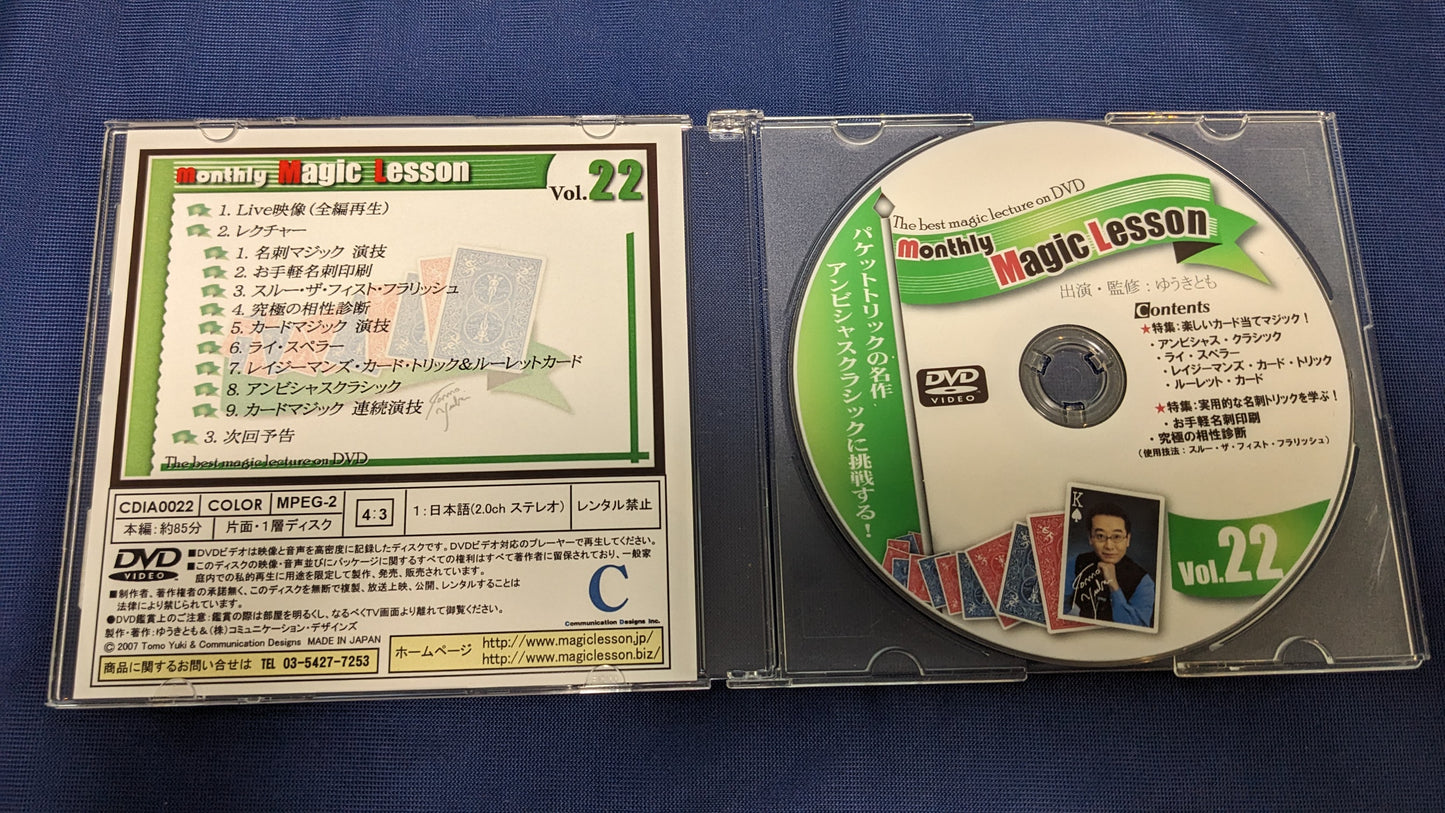 Monthly Magic Lesson Vol.22
1. Live映像(全編再生)
2. レクチャー
1. 名刺マジック 演技
2. お手軽名刺印刷
3. スルー・ザ・フィスト・フラリッシュ
4. 究極の相性診断
5. カードマジック 演技
6. ライ・スペラー
7. レイジーマンズ・カード・トリック&ルーレットカード
8. アンビシャスクラシック
9. カードマジック 連続演技
3. 次回予告
The best magic lecture on DVD
CDIA0022 COLOR MPEG-2 4:3 1:日本語(2.0ch ステレオ) レンタル禁止
本編:約85分 片面・1層ディスク
DVD VIDEO
■DVDビデオは映像と音声を高密度に記録したディスクです。DVDビデオ対応のプレーヤーで再生してください。
■このディスクの映像・音声並びにパッケージに関するすべての権利はすべて著作者に留保されており、一般家
庭内での私的再生に用途を限定して製作、発売、販売されています。
■制作者、著作権者の承諾無く、このディスクを無断で複製、放送上映、公開、レンタルすることは
法律により禁じられています。
●DVD鑑賞上のご注意:鑑賞の際は部屋を明るくし、なるべくTV画面より離れて御覧ください。
製作・著作:ゆうきとも&(株)コミュニケーション・デザインズ
© 2007 Tomo Yuki & Communication Designs MADE IN JAPAN
C
Communication Designs Inc.
商品に関するお問い合せは TEL 03-5427-7253
ホームページ http://www.magiclesson.jp/
http://www.magiclesson.biz/
The best magic lecture on DVD
Monthly Magic Lesson
出演・監修:ゆうきとも
パケットトリックの名作
アンビシャスクラシックに挑戦する!
Contents
★特集:楽しいカード当てマジック!
・アンビシャス・クラシック
・ライ・スペラー
・レイジーマンズ・カード・トリック
・ルーレット・カード
★特集:実用的な名刺トリックを学ぶ!
・お手軽名刺印刷
・究極の相性診断
(使用技法:スルー・ザ・フィスト・フラリッシュ)
DVD VIDEO
K
Vol.22